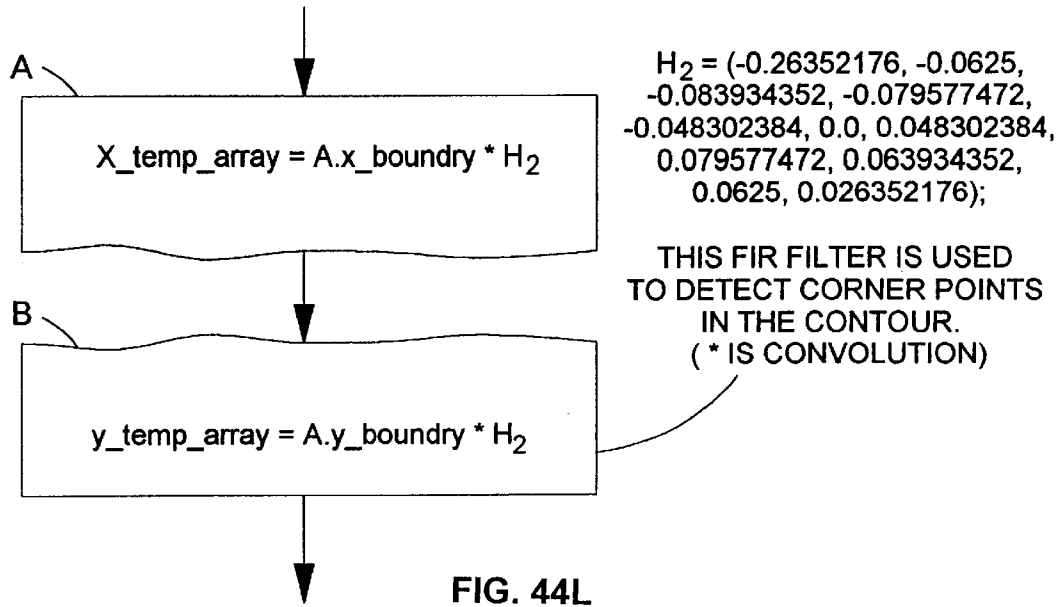 A
X_temp_array = A.x_boundry * H2
H2 = (-0.26352176, -0.0625,
-0.083934352, -0.079577472,
-0.048302384, 0.0, 0.048302384,
0.079577472, 0.063934352,
0.0625, 0.026352176);
THIS FIR FILTER IS USED
TO DETECT CORNER POINTS
IN THE CONTOUR.
( * IS CONVOLUTION)
B
y_temp_array = A.y_boundry * H2
FIG. 44L